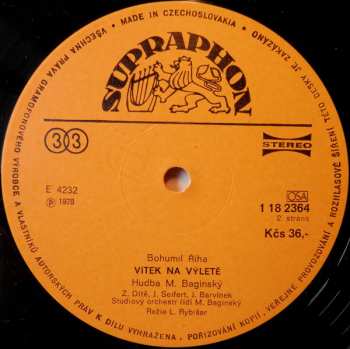 VŠECHNA PRÁVA GRAMOFONOVÉHO VÝROBCE A VLASTNÍKŮ AUTORSKÝCH PRÁV K DÍLU VYHRAZENA. POŘIZOVÁNÍ KOPIÍ, VEŘEJNÉ PROVOZOVÁNÍ A ROZHLASOVÉ ŠÍŘENÍ TÉTO DESKY JE ZAKÁZÁNO
• MADE IN CZECHOSLOVAKIA •
SUPRAPHON
33
STEREO
E 4232
℗ 1978
OSA
1 18 2364
2. strana
Kčs 36,-
Bohumil Říha
VÍTEK NA VÝLETĚ
Hudba M. Baginský
Z. Dítě, J. Seifert, J. Barvínek
Studiový orchestr řídí M. Baginský
Režie L. Rybišar